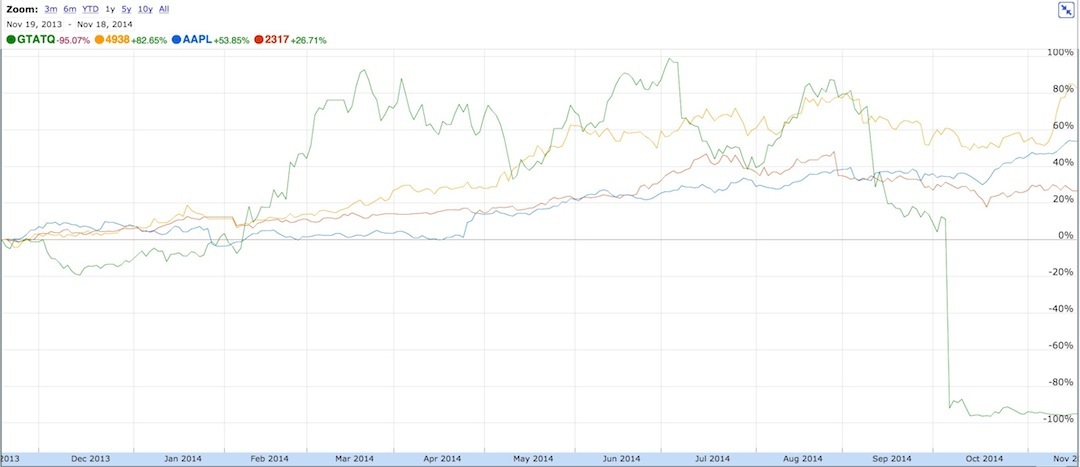 Zoom: 3m 6m YTD 1y 5y 10y All
Nov 19, 2013 - Nov 18, 2014
GTATQ -95.07% 4938 +82.65% AAPL +53.85% 2317 +26.71%
100%
80%
60%
40%
20%
0%
-20%
-40%
-60%
-80%
-100%
2013 Dec 2013 Jan 2014 Feb 2014 Mar 2014 Apr 2014 May 2014 Jun 2014 Jul 2014 Aug 2014 Sep 2014 Oct 2014 Nov 2